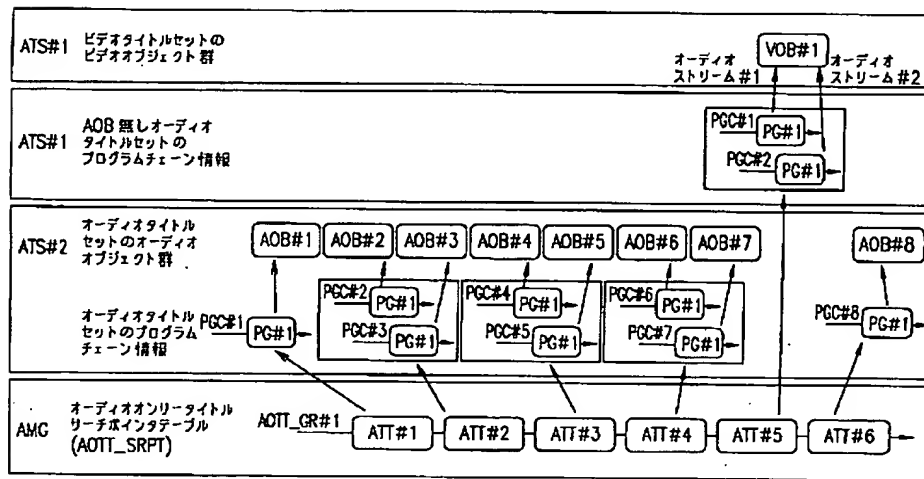 ATS#1
ビデオタイトルセットの
ビデオオブジェクト群
VOB#1
オーディオ
ストリーム#1
オーディオ
ストリーム#2
ATS#1
AOB無しオーディオ
タイトルセットの
プログラムチェーン情報
PGC#1
PG#1
PGC#2
PG#1
ATS#2
オーディオタイトル
セットのオーディオ
オブジェクト群
AOB#1
AOB#2
AOB#3
AOB#4
AOB#5
AOB#6
AOB#7
AOB#8
オーディオタイトル
セットのプログラム
チェーン情報
PGC#1
PG#1
PGC#2
PG#1
PGC#3
PG#1
PGC#4
PG#1
PGC#5
PG#1
PGC#6
PG#1
PGC#7
PG#1
PGC#8
PG#1
AMG
オーディオオンリータイトル
サーチポインタテーブル
(AOTT_SRPT)
AOTT_GR#1
ATT#1
ATT#2
ATT#3
ATT#4
ATT#5
ATT#6